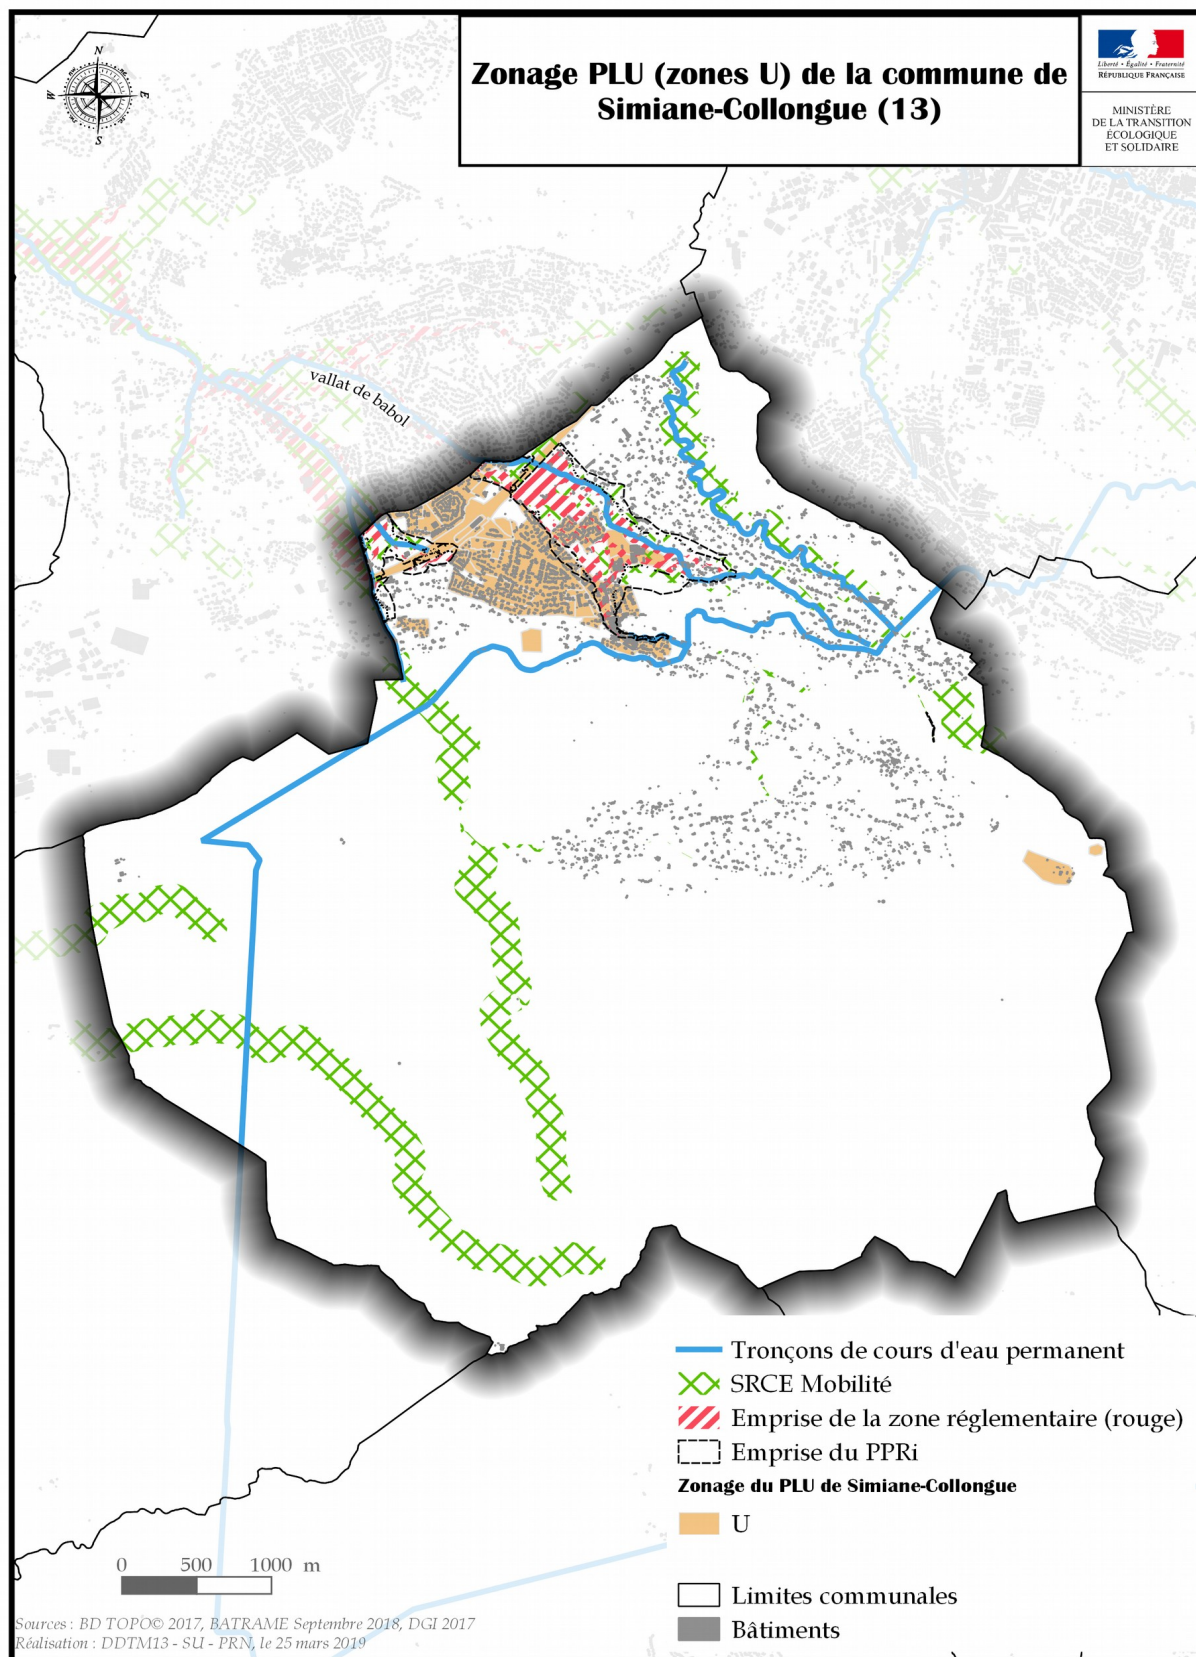 Zonage PLU (zones U) de la commune de
Simiane-Collongue (13)
Liberté • Égalité • Fraternité
RÉPUBLIQUE FRANÇAISE
MINISTÈRE
DE LA TRANSITION
ÉCOLOGIQUE
ET SOLIDAIRE
N
W
E
S
vallat de babol
Tronçons de cours d'eau permanent
SRCE Mobilité
Emprise de la zone réglementaire (rouge)
Emprise du PPRi
Zonage du PLU de Simiane-Collongue
U
Limites communales
Bâtiments
0 500 1000 m
Sources : BD TOPO© 2017, BATRAME Septembre 2018, DGI 2017
Réalisation : DDTM13 - SU - PRN, le 25 mars 2019